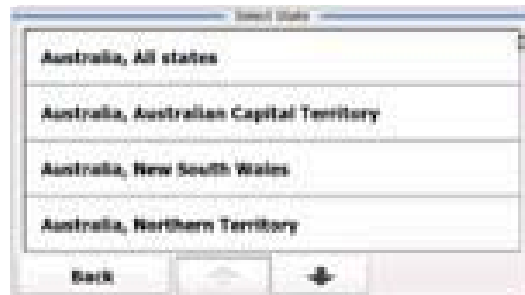 Select State
Australia, All states
Australia, Australian Capital Territory
Australia, New South Wales
Australia, Northern Territory
Back